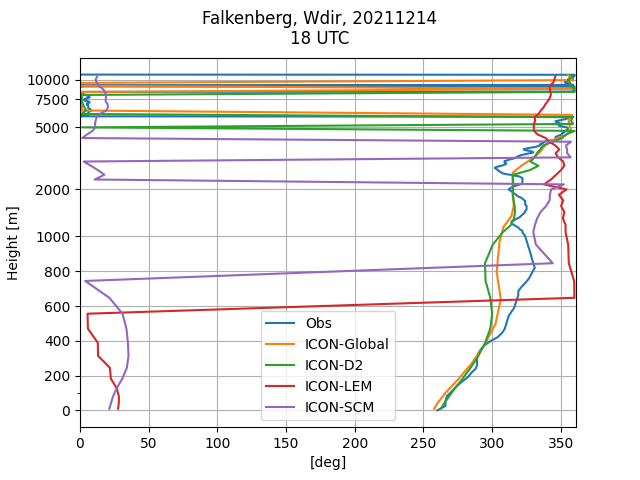 Falkenberg, Wdir, 20211214
18 UTC
Height [m]
10000
7500
5000
2000
1000
800
600
400
200
0
Obs
ICON-Global
ICON-D2
ICON-LEM
ICON-SCM
0 50 100 150 200 250 300 350
[deg]